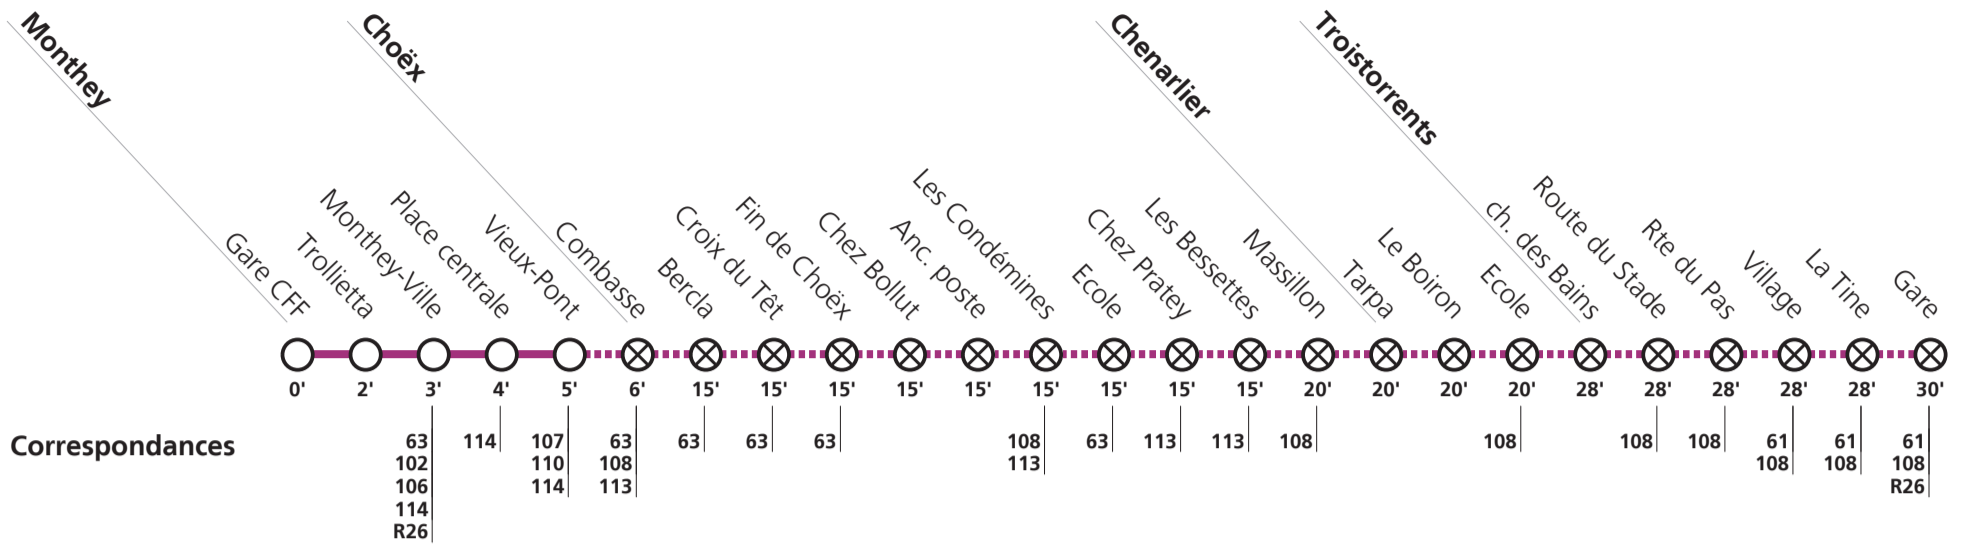 Monthey
Choëx
Chenarlier
Troistorrents
Gare CFF
Trollietta
Monthey-Ville
Place centrale
Vieux-Pont
Combasse
Bercla
Croix du Têt
Fin de Choëx
Chez Bollut
Anc. poste
Les Condémines
Ecole
Chez Pratey
Les Bessettes
Massillon
Tarpa
Le Boiron
Ecole
ch. des Bains
Route du Stade
Rte du Pas
Village
La Tine
Gare
0' 2' 3' 4' 5' 6' 15' 15' 15' 15' 15' 15' 15' 15' 15' 20' 20' 20' 20' 28' 28' 28' 28' 28' 30'
Correspondances 63 114 107 63 63 63 63 108 63 113 113 108 108 108 108 61 61 61
102 110 108 113 108 108 108
106 114 113 R26
114
R26